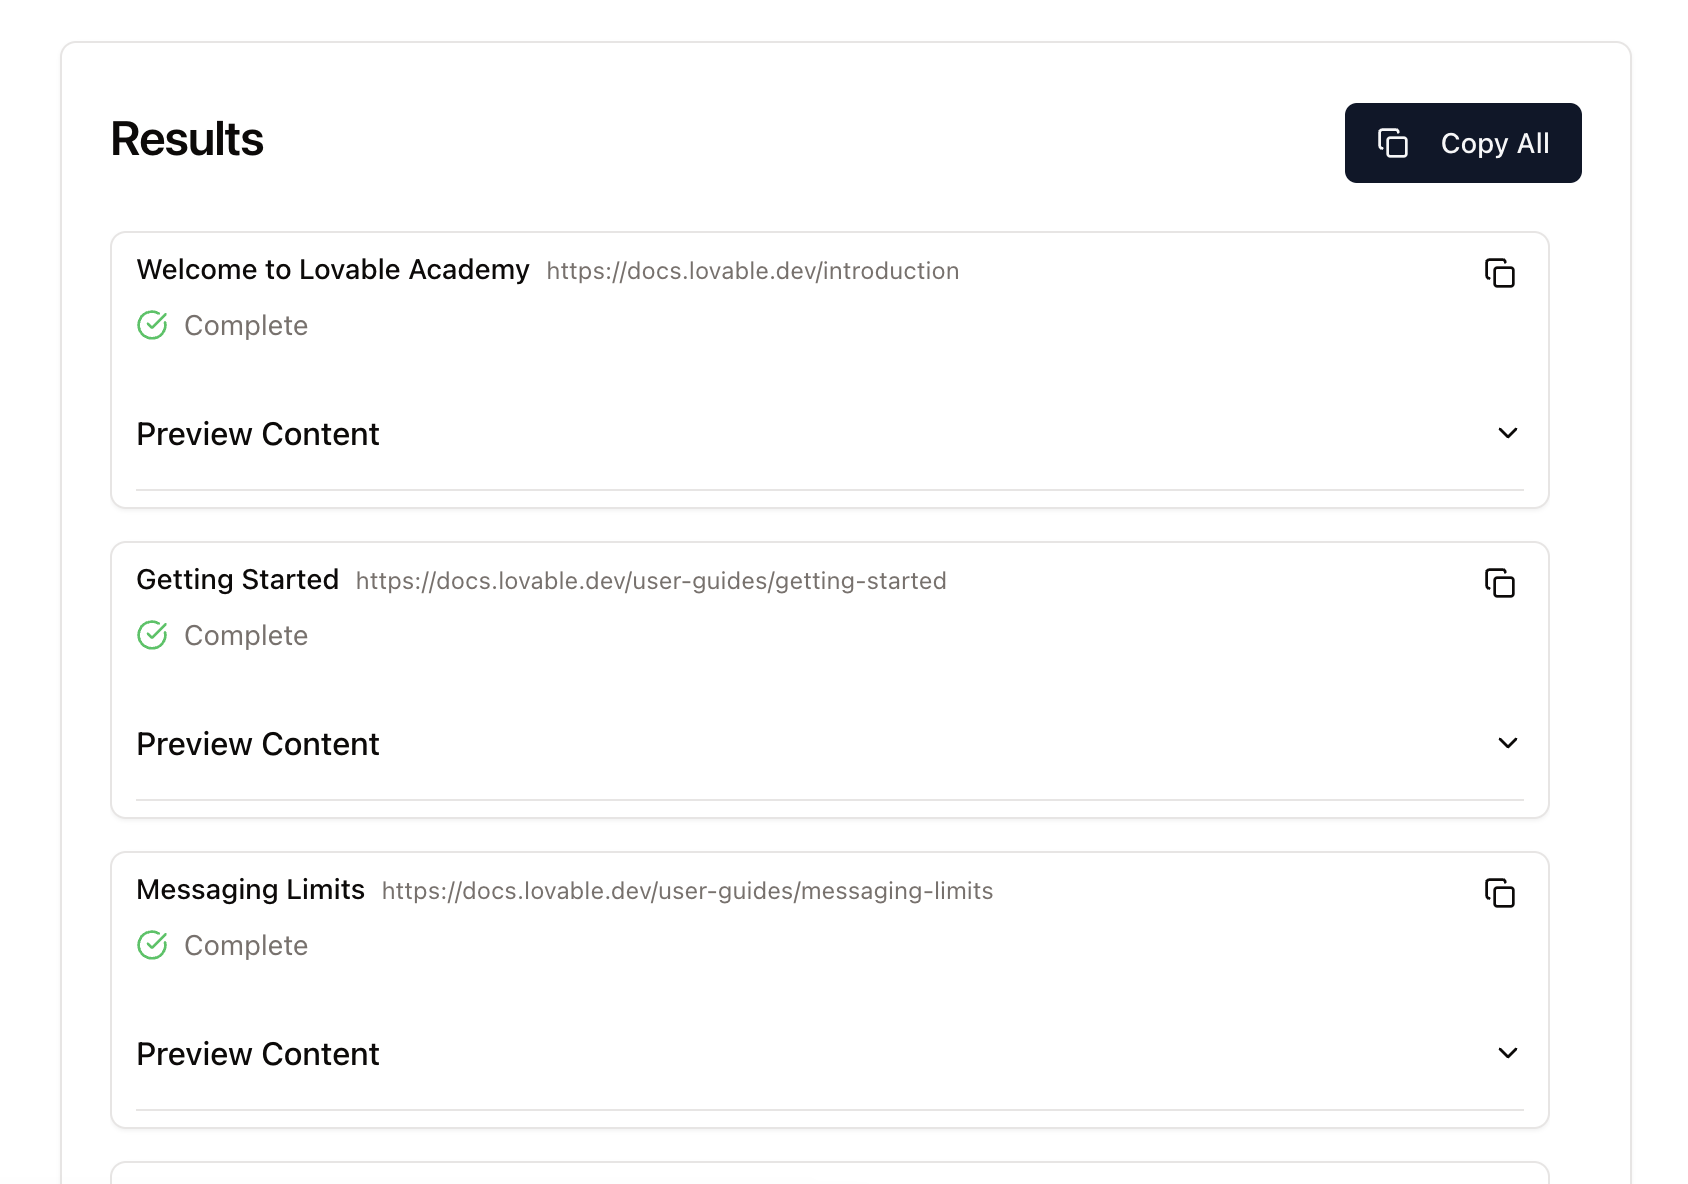 Results
Copy All
Welcome to Lovable Academy https://docs.lovable.dev/introduction
Complete
Preview Content
Getting Started https://docs.lovable.dev/user-guides/getting-started
Complete
Preview Content
Messaging Limits https://docs.lovable.dev/user-guides/messaging-limits
Complete
Preview Content